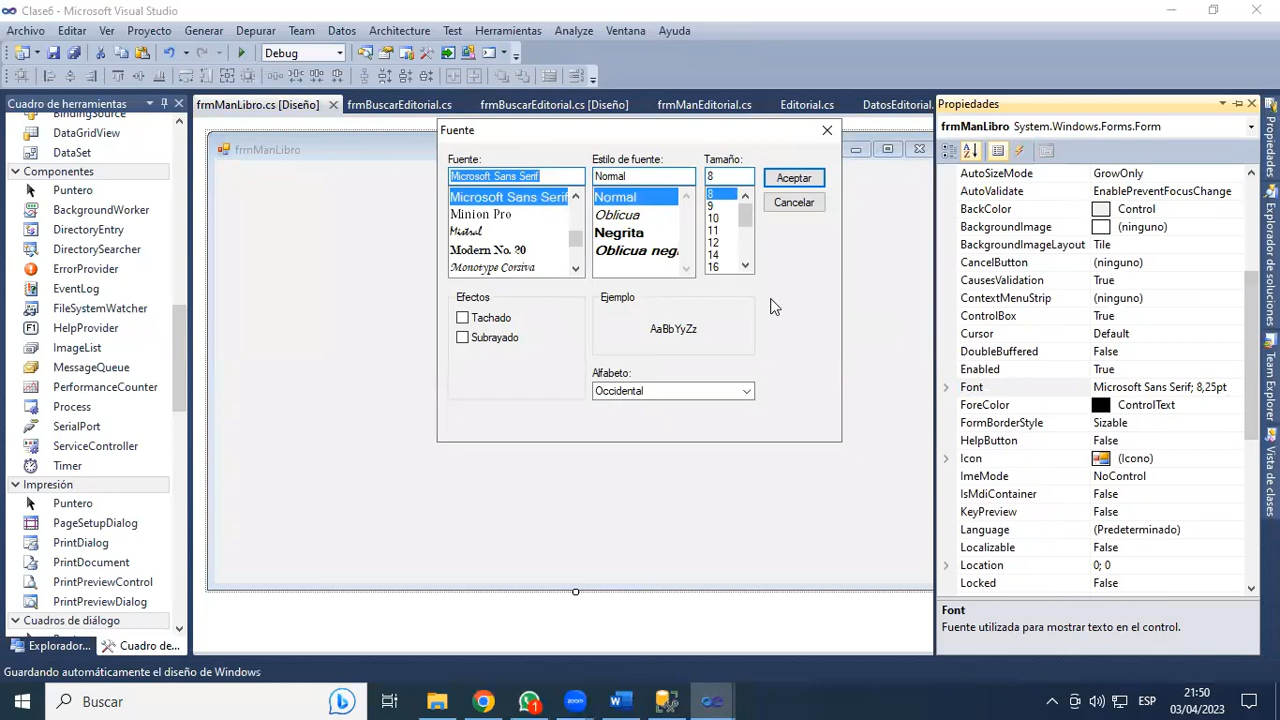 Clase6 - Microsoft Visual Studio
Archivo Editar Ver Proyecto Generar Depurar Team Datos Architecture Test Herramientas Analyze Ventana Ayuda
Debug
Cuadro de herramientas
BindingSource
DataGridView
DataSet
Componentes
Puntero
BackgroundWorker
DirectoryEntry
DirectorySearcher
ErrorProvider
EventLog
FileSystemWatcher
HelpProvider
ImageList
MessageQueue
PerformanceCounter
Process
SerialPort
ServiceController
Timer
Impresión
Puntero
PageSetupDialog
PrintDialog
PrintDocument
PrintPreviewControl
PrintPreviewDialog
Cuadros de diálogo
Explorador... Cuadro de...
frmManLibro.cs [Diseño] frmBuscarEditorial.cs frmBuscarEditorial.cs [Diseño] frmManEditorial.cs Editorial.cs DatosEditorial.
frmManLibro
Fuente
Fuente: Estilo de fuente: Tamaño:
Microsoft Sans Serif Normal 8 Aceptar
Microsoft Sans Serif Normal 8
Cancelar
Minion Pro Oblicua 9
Mistral Negrita 10
Modern No. 20 Oblicua neg
Monotype Corsiva
11
12
14
16
Efectos
Tachado
Subrayado
Ejemplo
AaBbYyZz
Alfabeto:
Occidental
Propiedades
frmManLibro System.Windows.Forms.Form
AutoSizeMode GrowOnly
AutoValidate EnablePreventFocusChange
BackColor Control
BackgroundImage (ninguno)
BackgroundImageLayout Tile
CancelButton (ninguno)
CausesValidation True
ContextMenuStrip (ninguno)
ControlBox True
Cursor Default
DoubleBuffered False
Enabled True
Font Microsoft Sans Serif; 8,25pt
ForeColor ControlText
FormBorderStyle Sizable
HelpButton False
Icon (Icono)
ImeMode NoControl
IsMdiContainer False
KeyPreview False
Language (Predeterminado)
Localizable False
Location 0; 0
Locked False
Font
Fuente utilizada para mostrar texto en el control.
Propiedades
Team Explorer
Vista de clases
Guardando automáticamente el diseño de Windows
Buscar
zoom
1
ESP
21:50
03/04/2023